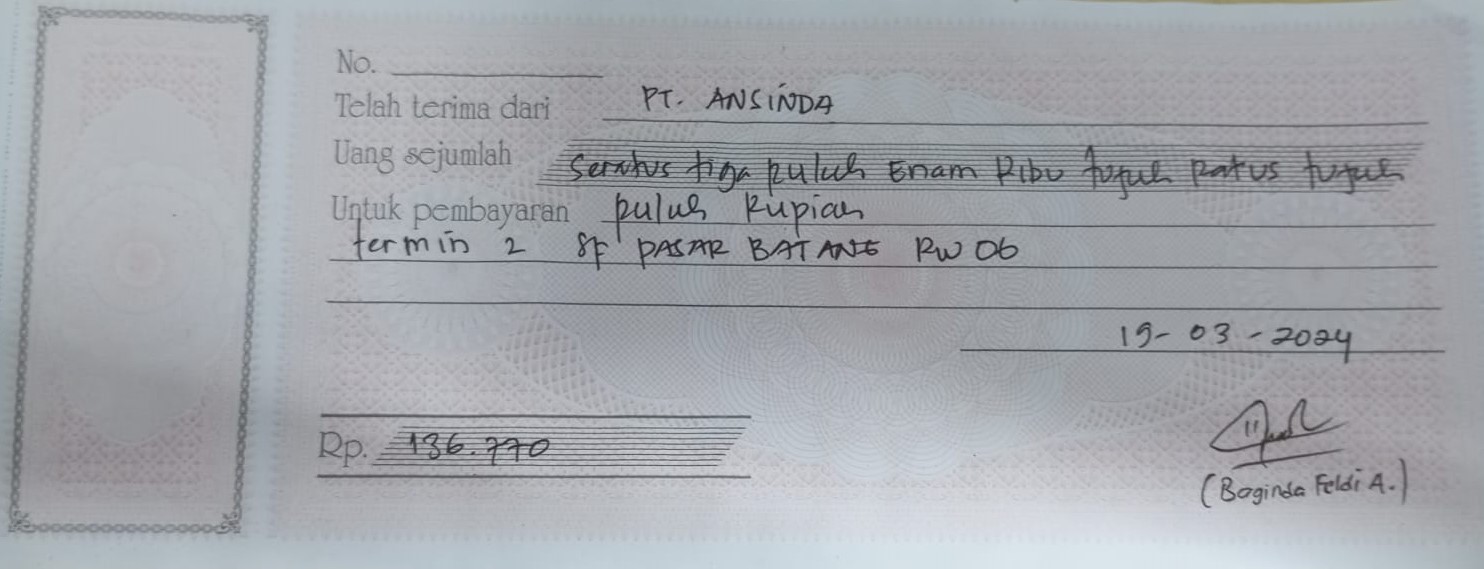 No.
Telah terima dari PT. ANSINDA
Uang sejumlah Seratus tiga puluh Enam Ribu tujuh Ratus tujuh
Untuk pembayaran puluh Rupiah
termin 2 SF PASAR BATANG RW 06
19-03-2024
Rp. 136.770
(Baginda Feldi A.)